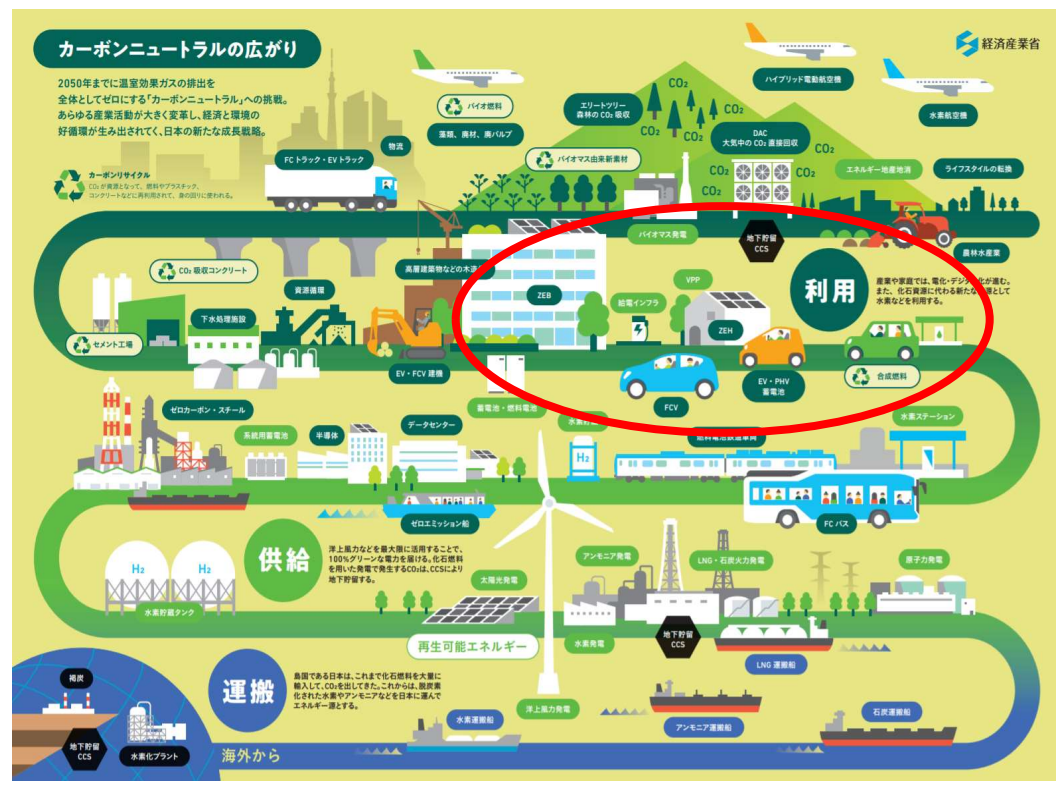 カーボンニュートラルの広がり
経済産業省
2050年までに温室効果ガスの排出を
全体としてゼロにする「カーボンニュートラル」への挑戦。
あらゆる産業活動が大きく変革し、経済と環境の
好循環が生み出されてく、日本の新たな成長戦略。
カーボンリサイクル
CO₂が資源となって、燃料やプラスチック、
コンクリートなどに再利用されて、身の回りに使われる。
バイオ燃料
藻類、廃材、廃パルプ
ハイブリッド電動航空機
水素航空機
エリートツリー
森林のCO₂吸収
CO₂
CO₂
CO₂
CO₂
CO₂
CO₂
CO₂
CO₂
DAC
大気中のCO₂直接回収
物流
FCトラック・EVトラック
バイオマス由来新素材
エネルギー地産地消
ライフスタイルの転換
バイオマス発電
地下貯留
CCS
農林水産業
CO₂吸収コンクリート
資源循環
高層建築物などの木造
ZEB
給電インフラ
VPP
ZEH
利用
産業や家庭では、電化・デジ
化が進む。
また、化石資源に代わる新た
源として
水素などを利用する。
セメント工場
下水処理施設
EV・FCV 建機
蓄電池・燃料電池
FCV
EV・PHV
蓄電池
合成燃料
ゼロカーボン・スチール
系統用蓄電池
半導体
データセンター
水素
H₂
水素ステーション
ゼロエミッション船
FCバス
供給
洋上風力などを最大限に活用することで、
100%グリーンな電力を届ける。化石燃料
を用いた発電で発生するCO₂は、CCSにより
地下貯留する。
H₂
H₂
水素貯蔵タンク
太陽光発電
再生可能エネルギー
アンモニア発電
LNG・石炭火力発電
原子力発電
水素発電
地下貯留
CCS
LNG 運搬船
洋上風力発電
運搬
島国である日本は、これまで化石燃料を大量に
輸入して、CO₂を出してきた。これからは、脱炭素
化された水素やアンモニアなどを日本に運んで
エネルギー源とする。
水素運搬船
アンモニア運搬船
石炭運搬船
褐炭
地下貯留
CCS
水素化プラント
海外から